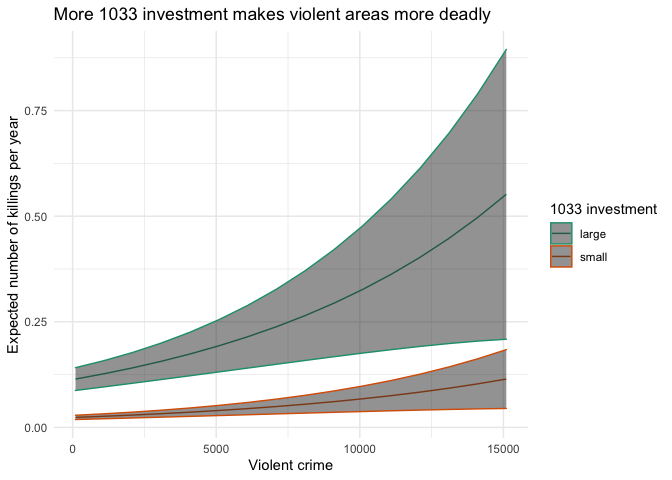 More 1033 investment makes violent areas more deadly
Expected number of killings per year
0.75
0.50
0.25
0.00
0
5000
10000
15000
Violent crime
1033 investment
large
small